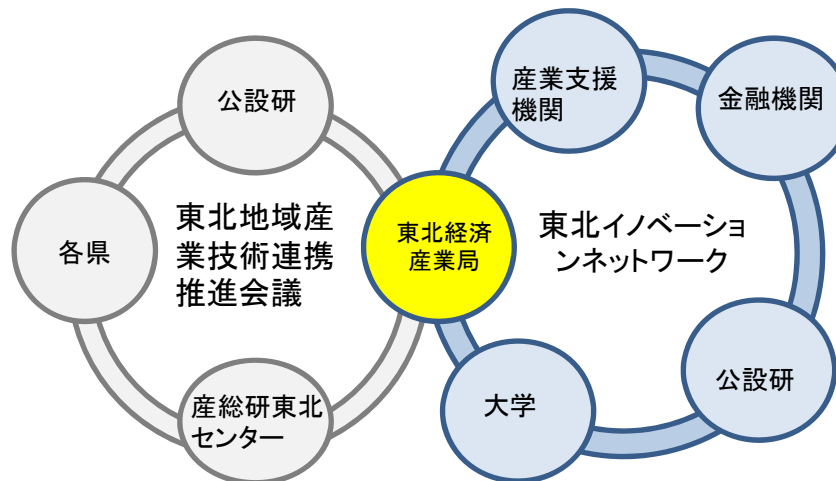 公設研
各県
東北地域産
業技術連携
推進会議
産総研東北
センター
東北経済
産業局
産業支援
機関
金融機関
東北イノベーショ
ンネットワーク
大学
公設研